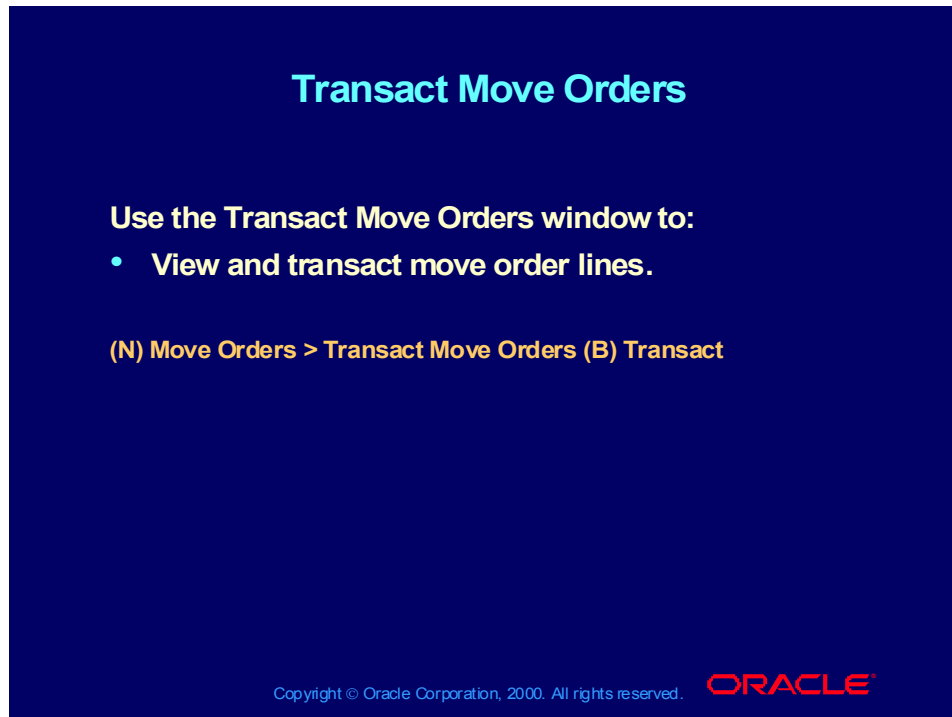 Transact Move Orders
Use the Transact Move Orders window to:
• View and transact move order lines.
(N) Move Orders > Transact Move Orders (B) Transact
Copyright © Oracle Corporation, 2000. All rights reserved.
ORACLE®